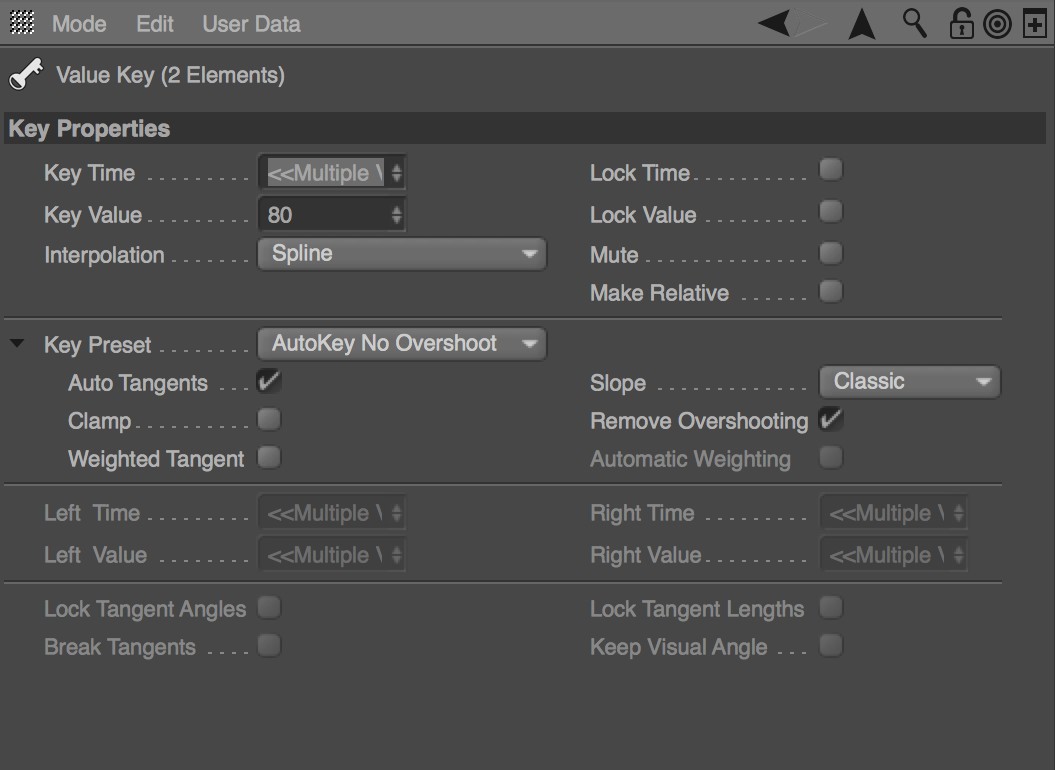 Mode Edit User Data
Value Key (2 Elements)
Key Properties
Key Time . . . . . . . . . <<Multiple \ Lock Time . . . . . . . . . .
Key Value . . . . . . . . . 80 Lock Value . . . . . . . . .
Interpolation . . . . . . . Spline Mute . . . . . . . . . . . . . .
Make Relative . . . . . .
Key Preset . . . . . . . . AutoKey No Overshoot
Auto Tangents . . . Slope . . . . . . . . . . . . . Classic
Clamp . . . . . . . . . . Remove Overshooting
Weighted Tangent Automatic Weighting
Left Time . . . . . . . . . <<Multiple \ Right Time . . . . . . . . . <<Multiple \
Left Value . . . . . . . . <<Multiple \ Right Value . . . . . . . . . <<Multiple \
Lock Tangent Angles Lock Tangent Lengths
Break Tangents . . . . Keep Visual Angle . . .